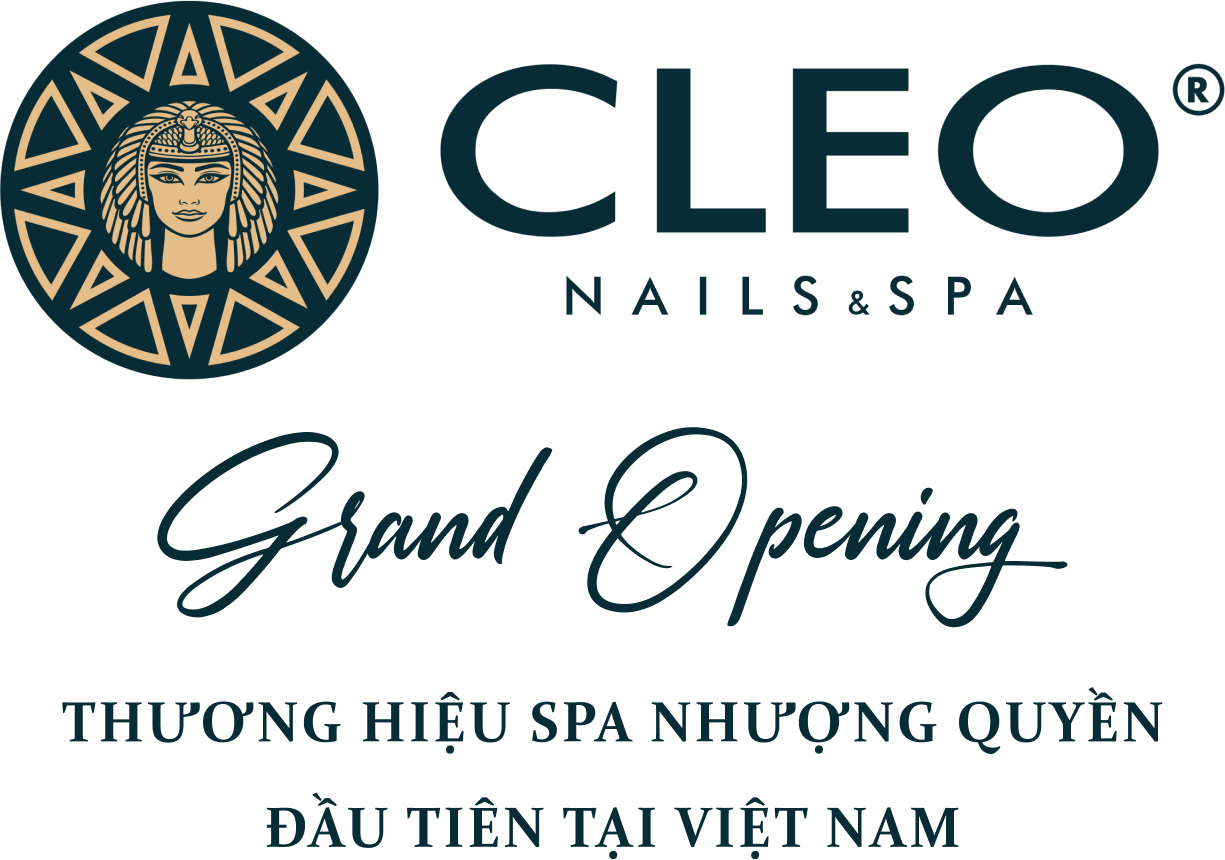 CLEO®
NAILS & SPA
Grand Opening
THƯƠNG HIỆU SPA NHƯỢNG QUYỀN
ĐẦU TIÊN TẠI VIỆT NAM